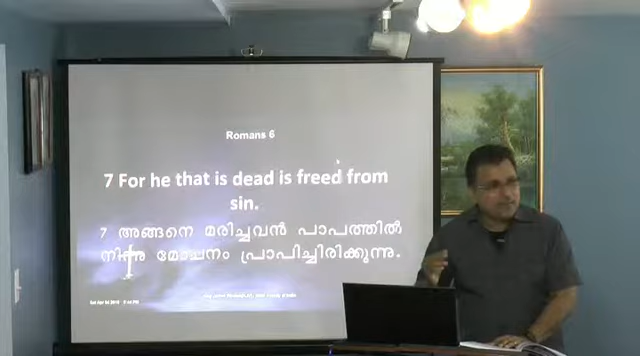 Romans 6
7 For he that is dead is freed from
sin.
7 അങ്ങനെ മരിച്ചവൻ പാപത്തിൽ
നിന്നു മോചനം പ്രാപിച്ചിരിക്കുന്നു.